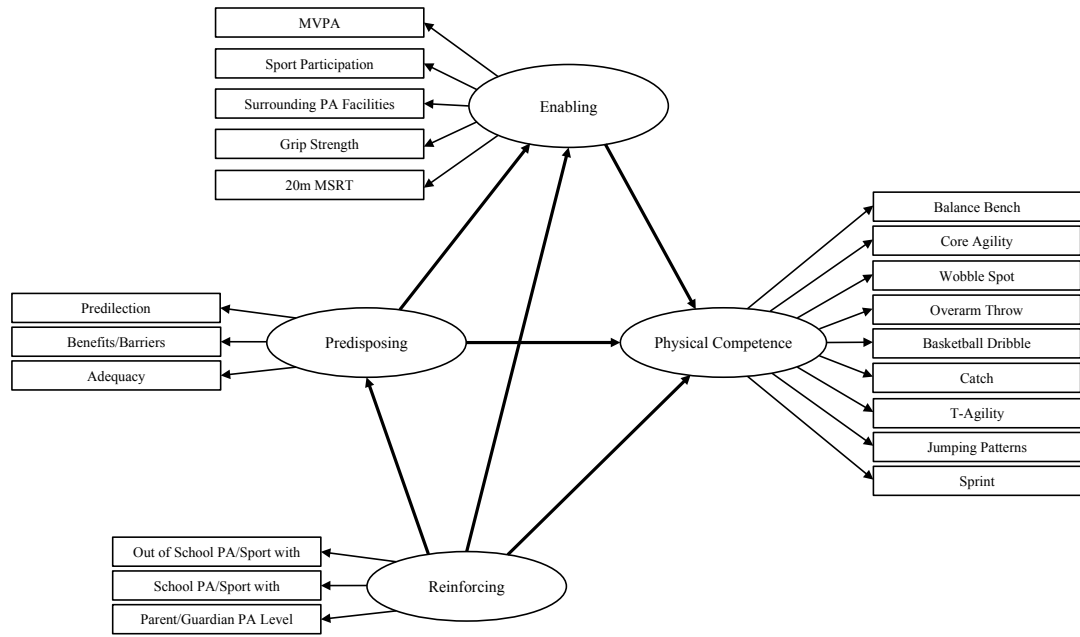 MVPA
Sport Participation
Surrounding PA Facilities
Grip Strength
20m MSRT
Enabling
Balance Bench
Core Agility
Wobble Spot
Overarm Throw
Basketball Dribble
Catch
T-Agility
Jumping Patterns
Sprint
Physical Competence
Predilection
Benefits/Barriers
Adequacy
Predisposing
Out of School PA/Sport with
School PA/Sport with
Parent/Guardian PA Level
Reinforcing